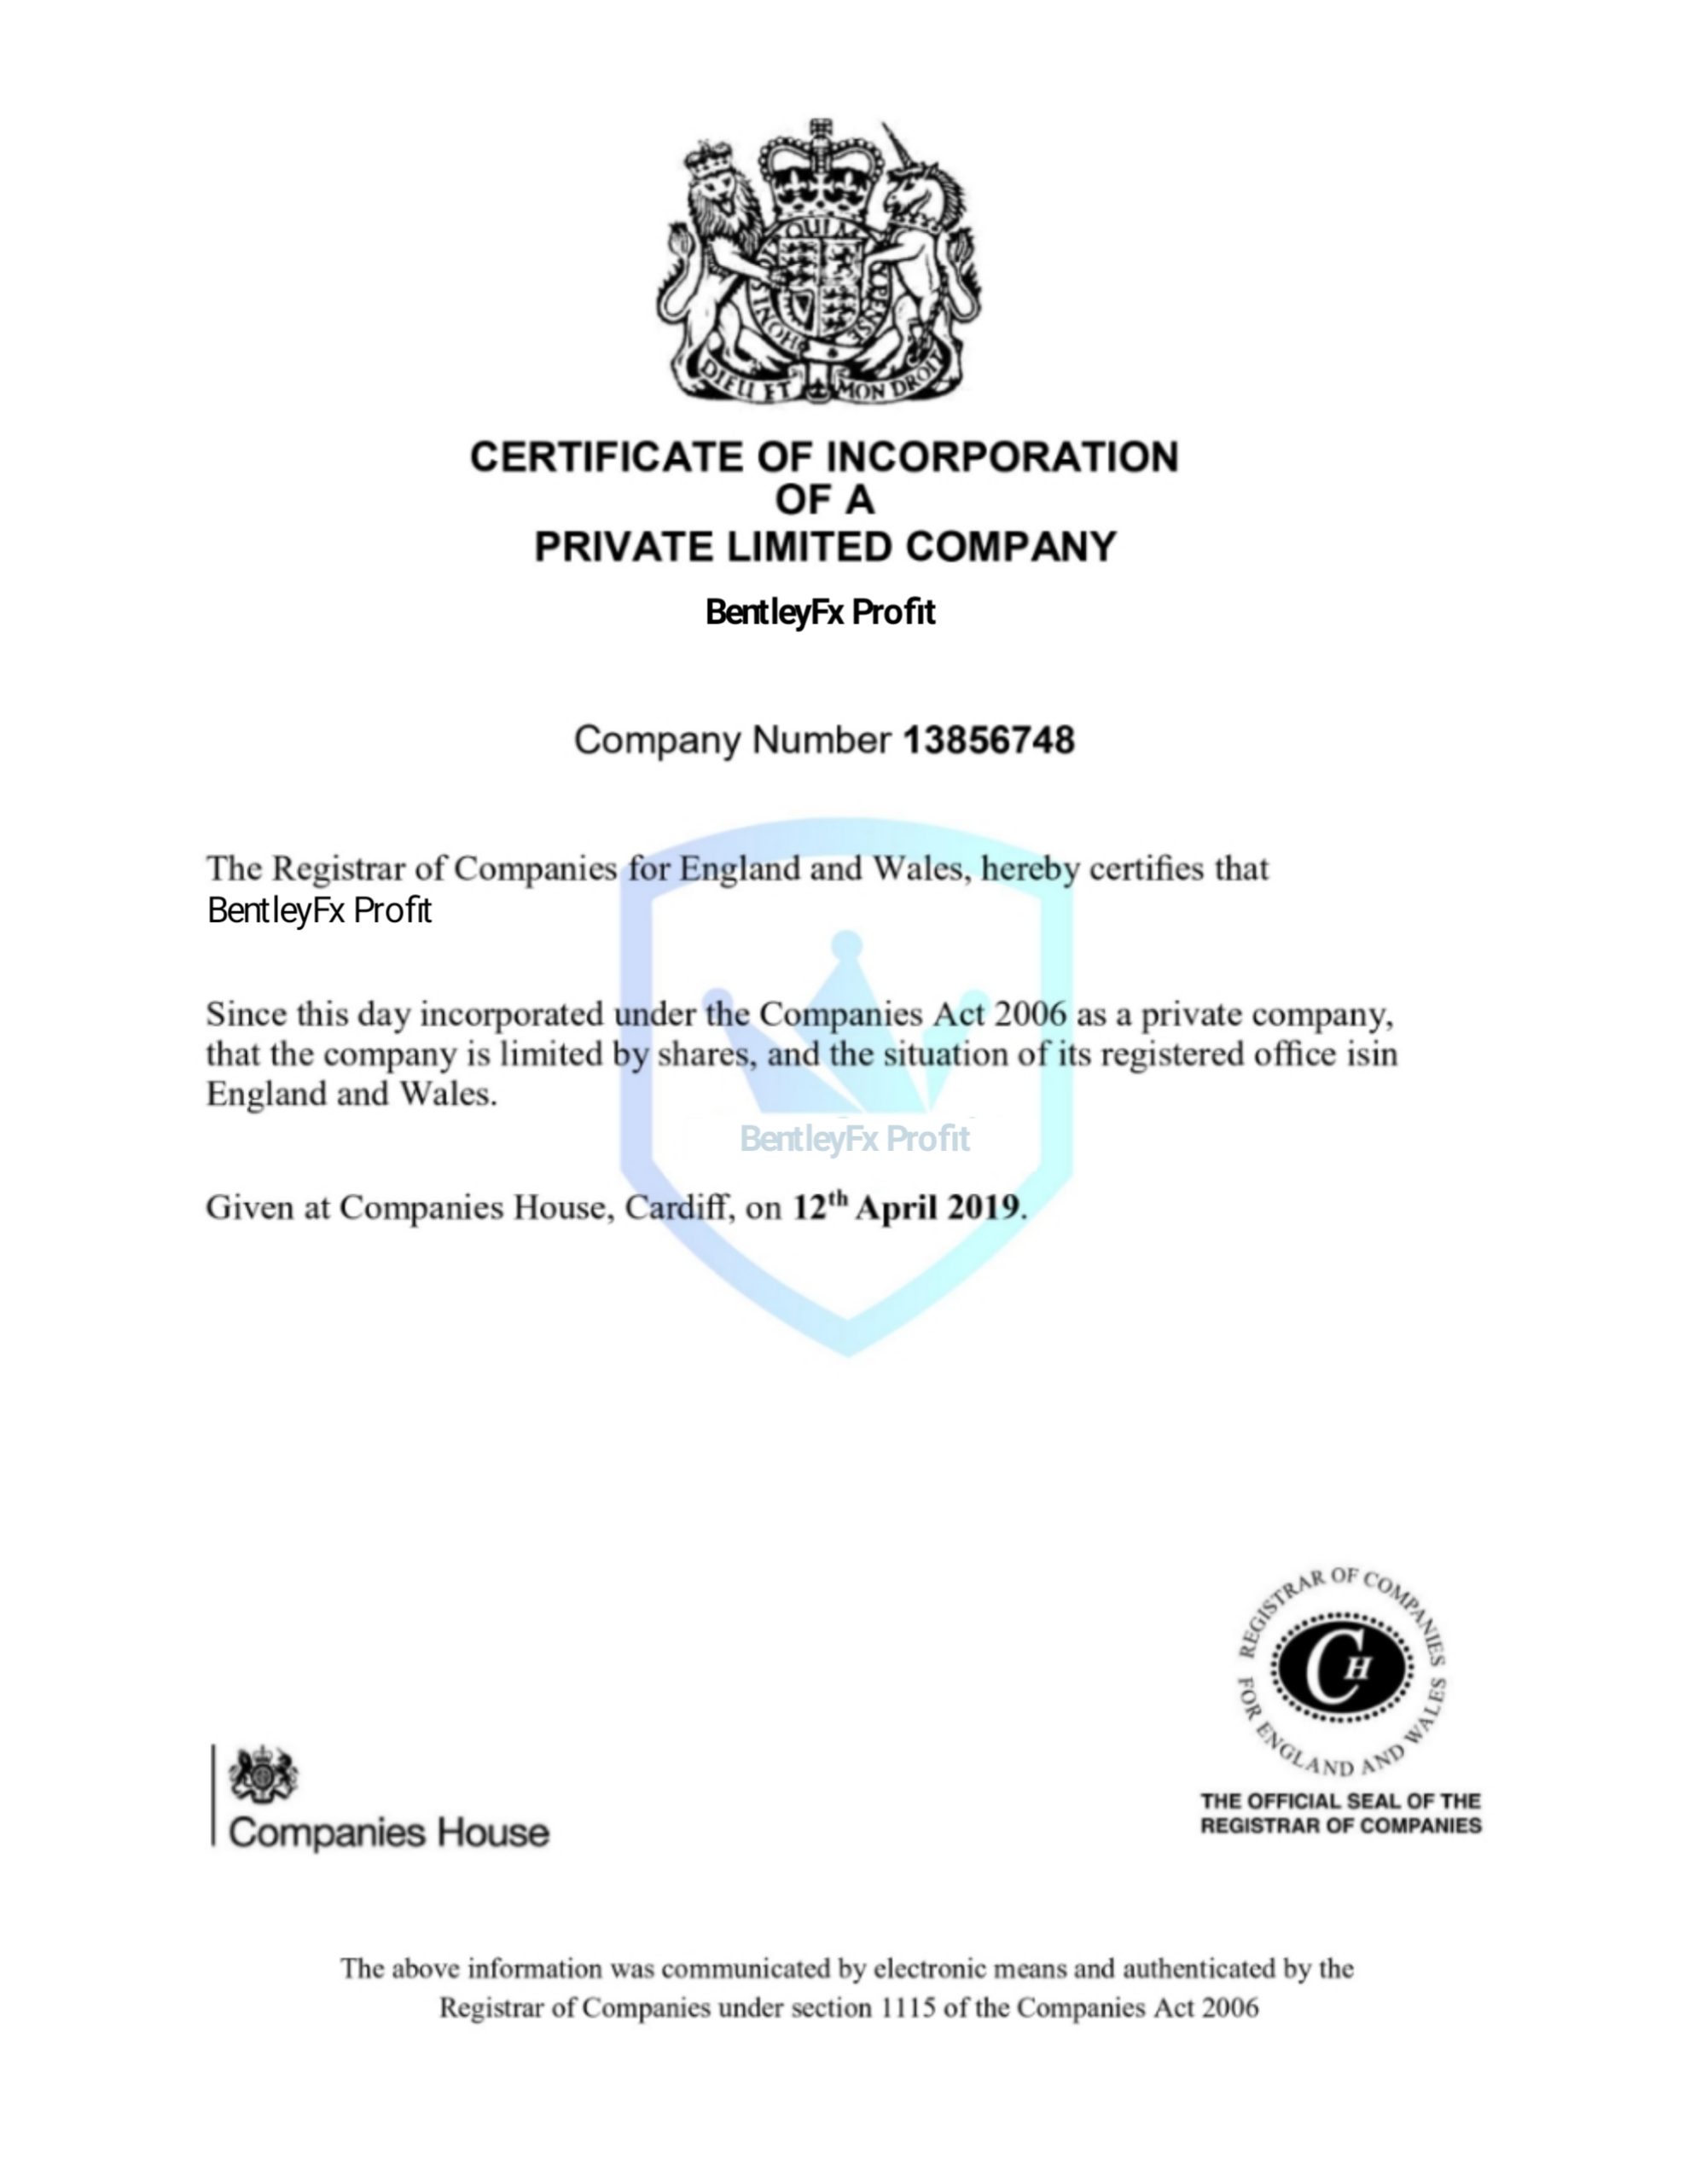 QUI M
HONI S
PENSE
DIEU ET MON DROIT
CERTIFICATE OF INCORPORATION
OF A
PRIVATE LIMITED COMPANY
BentleyFx Profit
Company Number 13856748
The Registrar of Companies for England and Wales, hereby certifies that
BentleyFx Profit
Since this day incorporated under the Companies Act 2006 as a private company,
that the company is limited by shares, and the situation of its registered office isin
England and Wales.
BentleyFx Profit
Given at Companies House, Cardiff, on 12th April 2019.
REGISTRAR OF COMPANIES
FOR ENGLAND AND WALES
CH
THE OFFICIAL SEAL OF THE
REGISTRAR OF COMPANIES
Companies House
The above information was communicated by electronic means and authenticated by the
Registrar of Companies under section 1115 of the Companies Act 2006